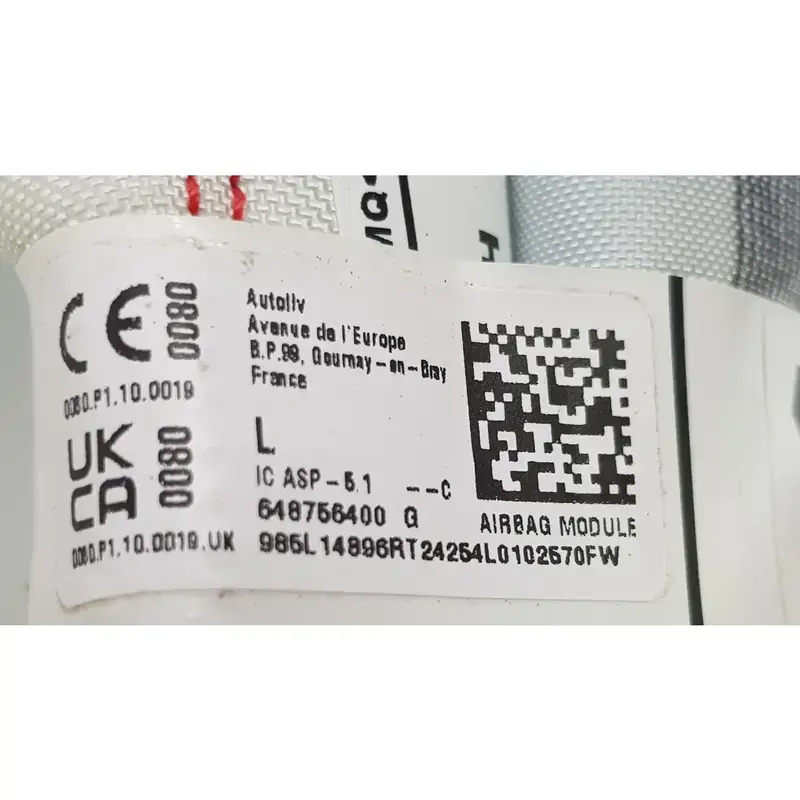 CE 0080
0080.P1.10.0019
UK
CA 0080
0080.P1.10.0019.UK
Autoliv
Avenue de l'Europe
B.P.98, Gournay-en-Bray
France
L
IC ASP-5.1 --C
648756400 G
985L14896RT24254L0102570FW
AIRBAG MODULE